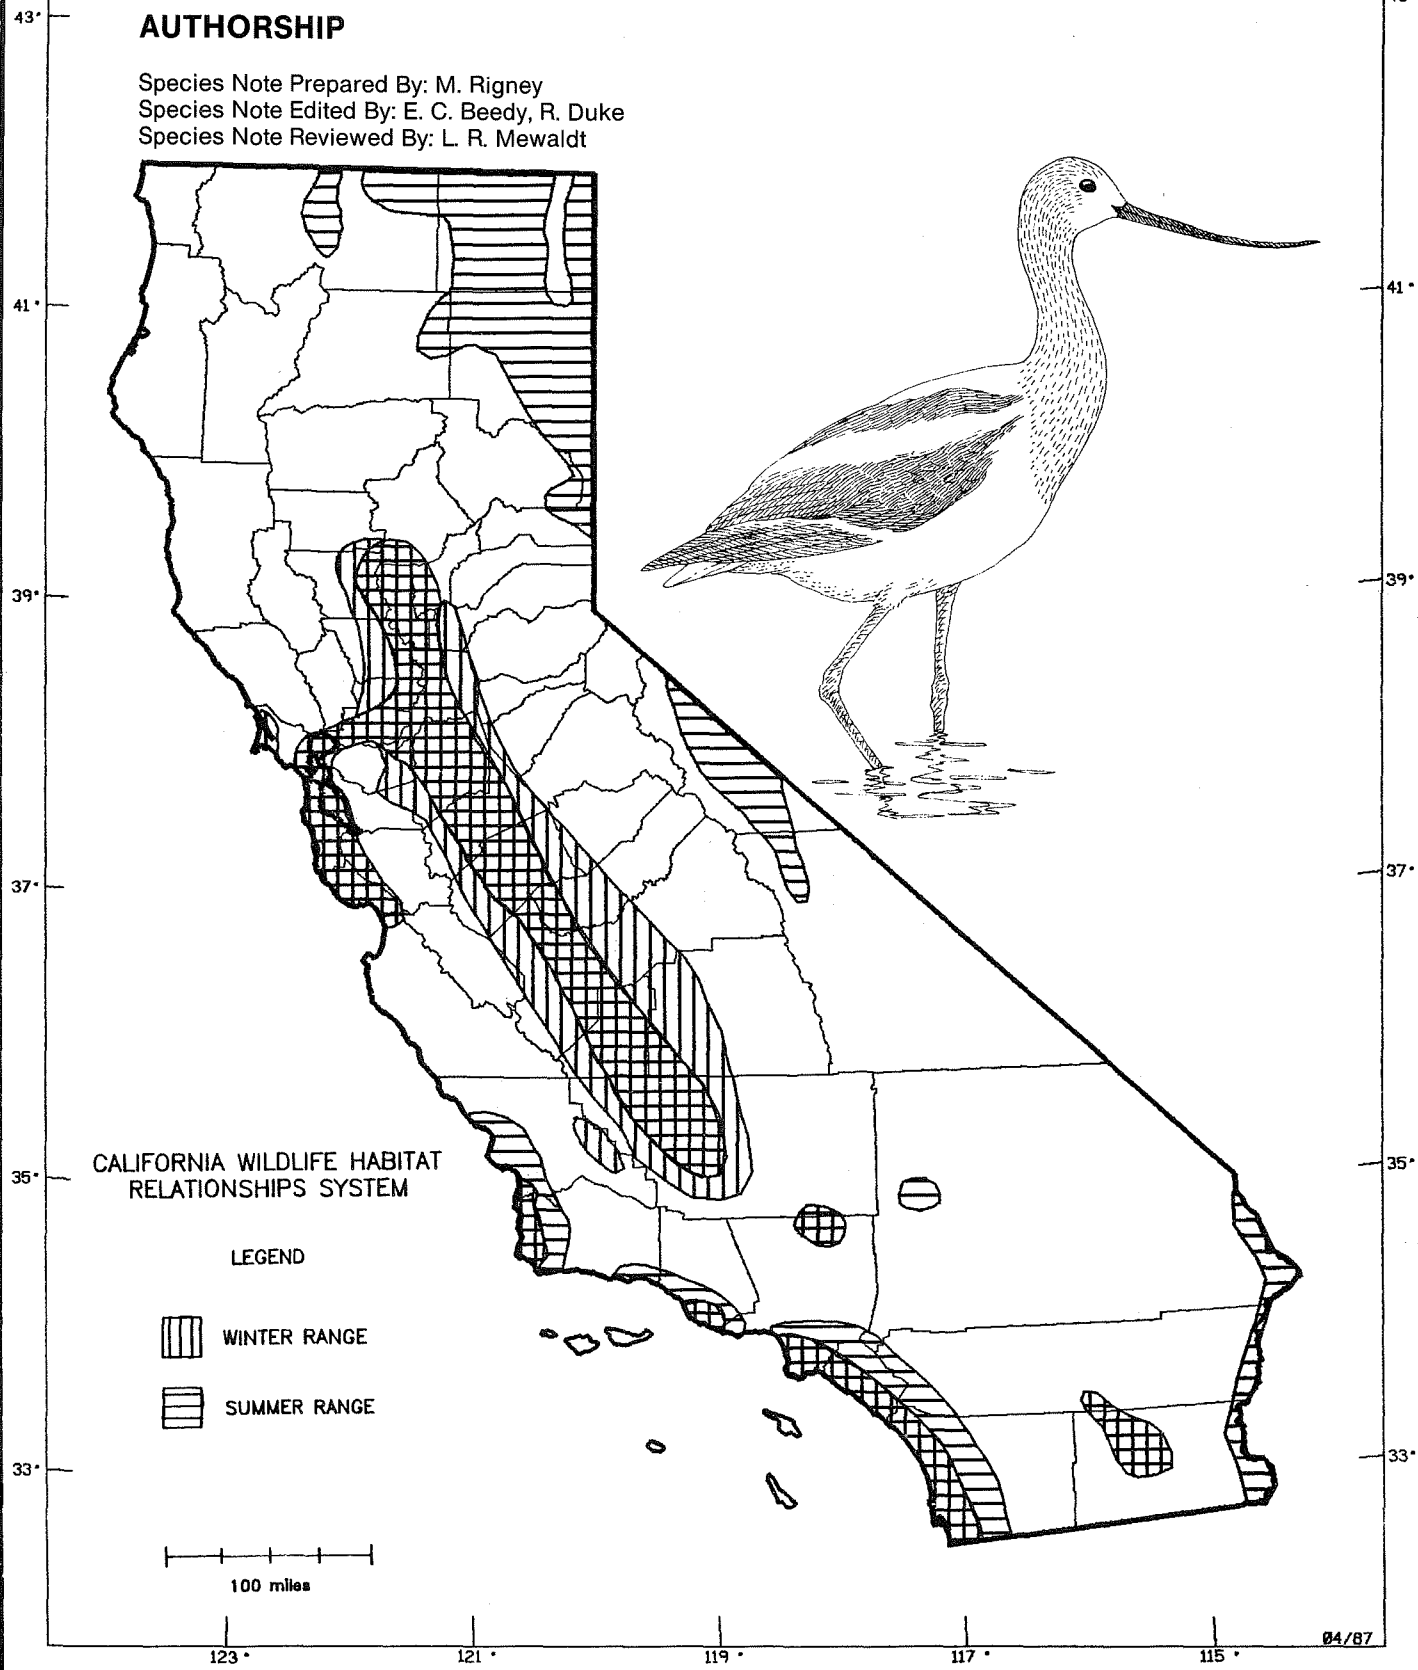 43°
AUTHORSHIP
Species Note Prepared By: M. Rigney
Species Note Edited By: E. C. Beedy, R. Duke
Species Note Reviewed By: L. R. Mewaldt
41°
41°
39°
39°
37°
37°
CALIFORNIA WILDLIFE HABITAT
RELATIONSHIPS SYSTEM
35°
35°
LEGEND
WINTER RANGE
SUMMER RANGE
33°
33°
100 miles
04/87
123°
121°
119°
117°
115°